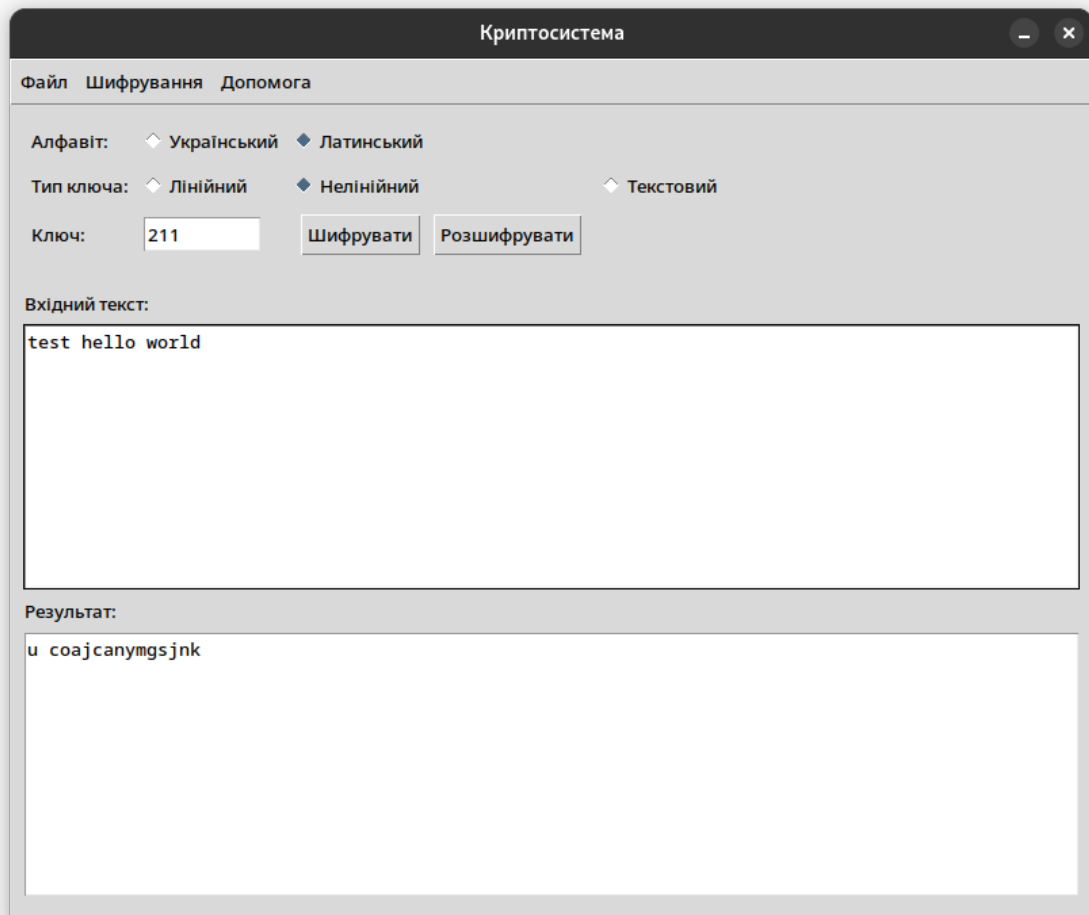 Криптосистема
Файл Шифрування Допомога
Алфавіт: Український Латинський
Тип ключа: Лінійний Нелінійний Текстовий
Ключ: 211 Шифрувати Розшифрувати
Вхідний текст:
test hello world
Результат:
u coajcanymgsjnk